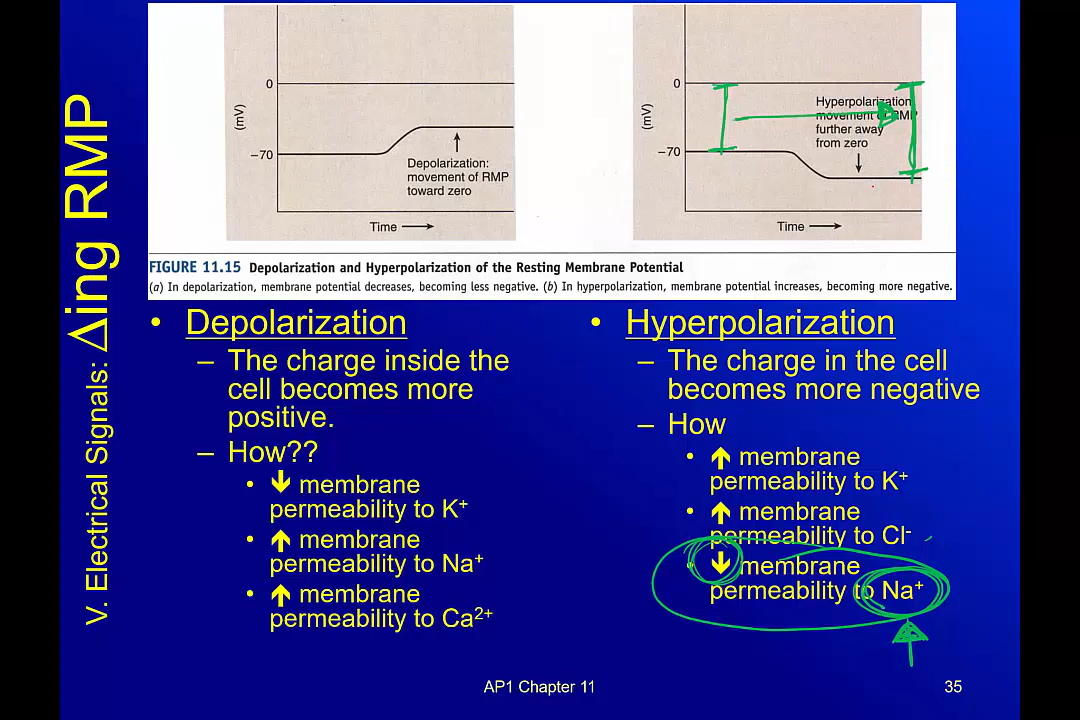 V. Electrical Signals: Δing RMP
0
(mV)
−70
Depolarization:
movement of RMP
toward zero
Time
0
(mV)
−70
Hyperpolarization
movement of RMP
further away
from zero
Time
FIGURE 11.15 Depolarization and Hyperpolarization of the Resting Membrane Potential
(a) In depolarization, membrane potential decreases, becoming less negative. (b) In hyperpolarization, membrane potential increases, becoming more negative.
• Depolarization
– The charge inside the
cell becomes more
positive.
– How??
• 🡻 membrane
permeability to K⁺
• 🡹 membrane
permeability to Na⁺
• 🡹 membrane
permeability to Ca²⁺
• Hyperpolarization
– The charge in the cell
becomes more negative
– How
• 🡹 membrane
permeability to K⁺
• 🡹 membrane
permeability to Cl⁻
• 🡻 membrane
permeability to Na⁺
AP1 Chapter 11
35